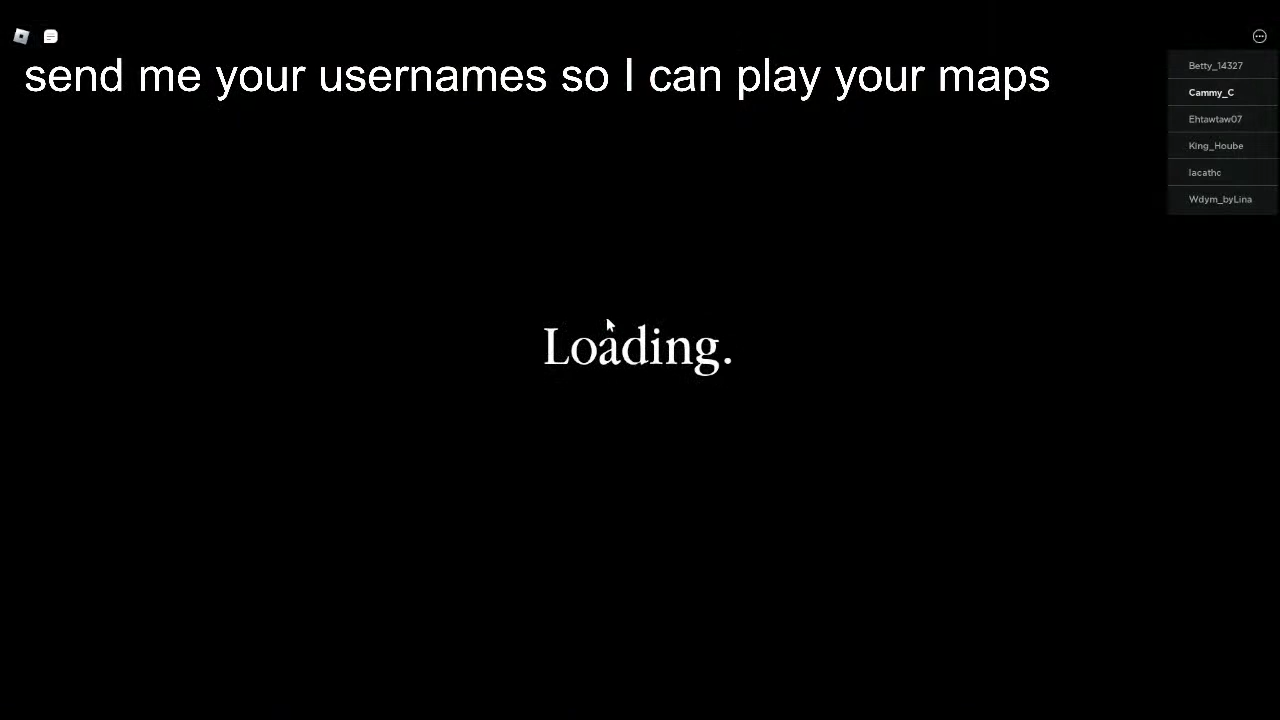 send me your usernames so I can play your maps
Betty_14327
Cammy_C
Ehtawtaw07
King_Hoube
lacathc
Wdym_byLina
Loading.